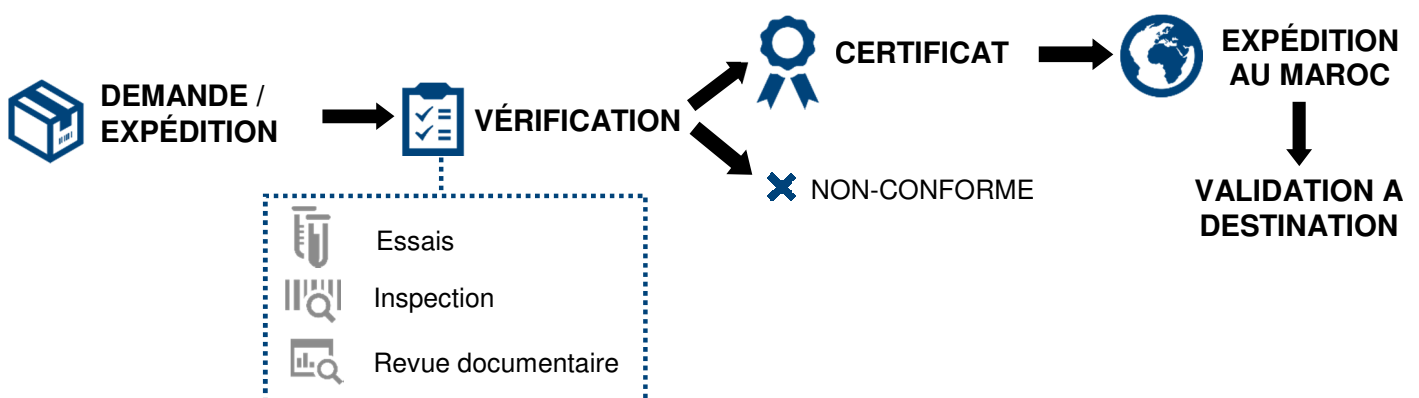 DEMANDE /
EXPÉDITION
VÉRIFICATION
Essais
Inspection
Revue documentaire
CERTIFICAT
NON-CONFORME
EXPÉDITION
AU MAROC
VALIDATION A
DESTINATION